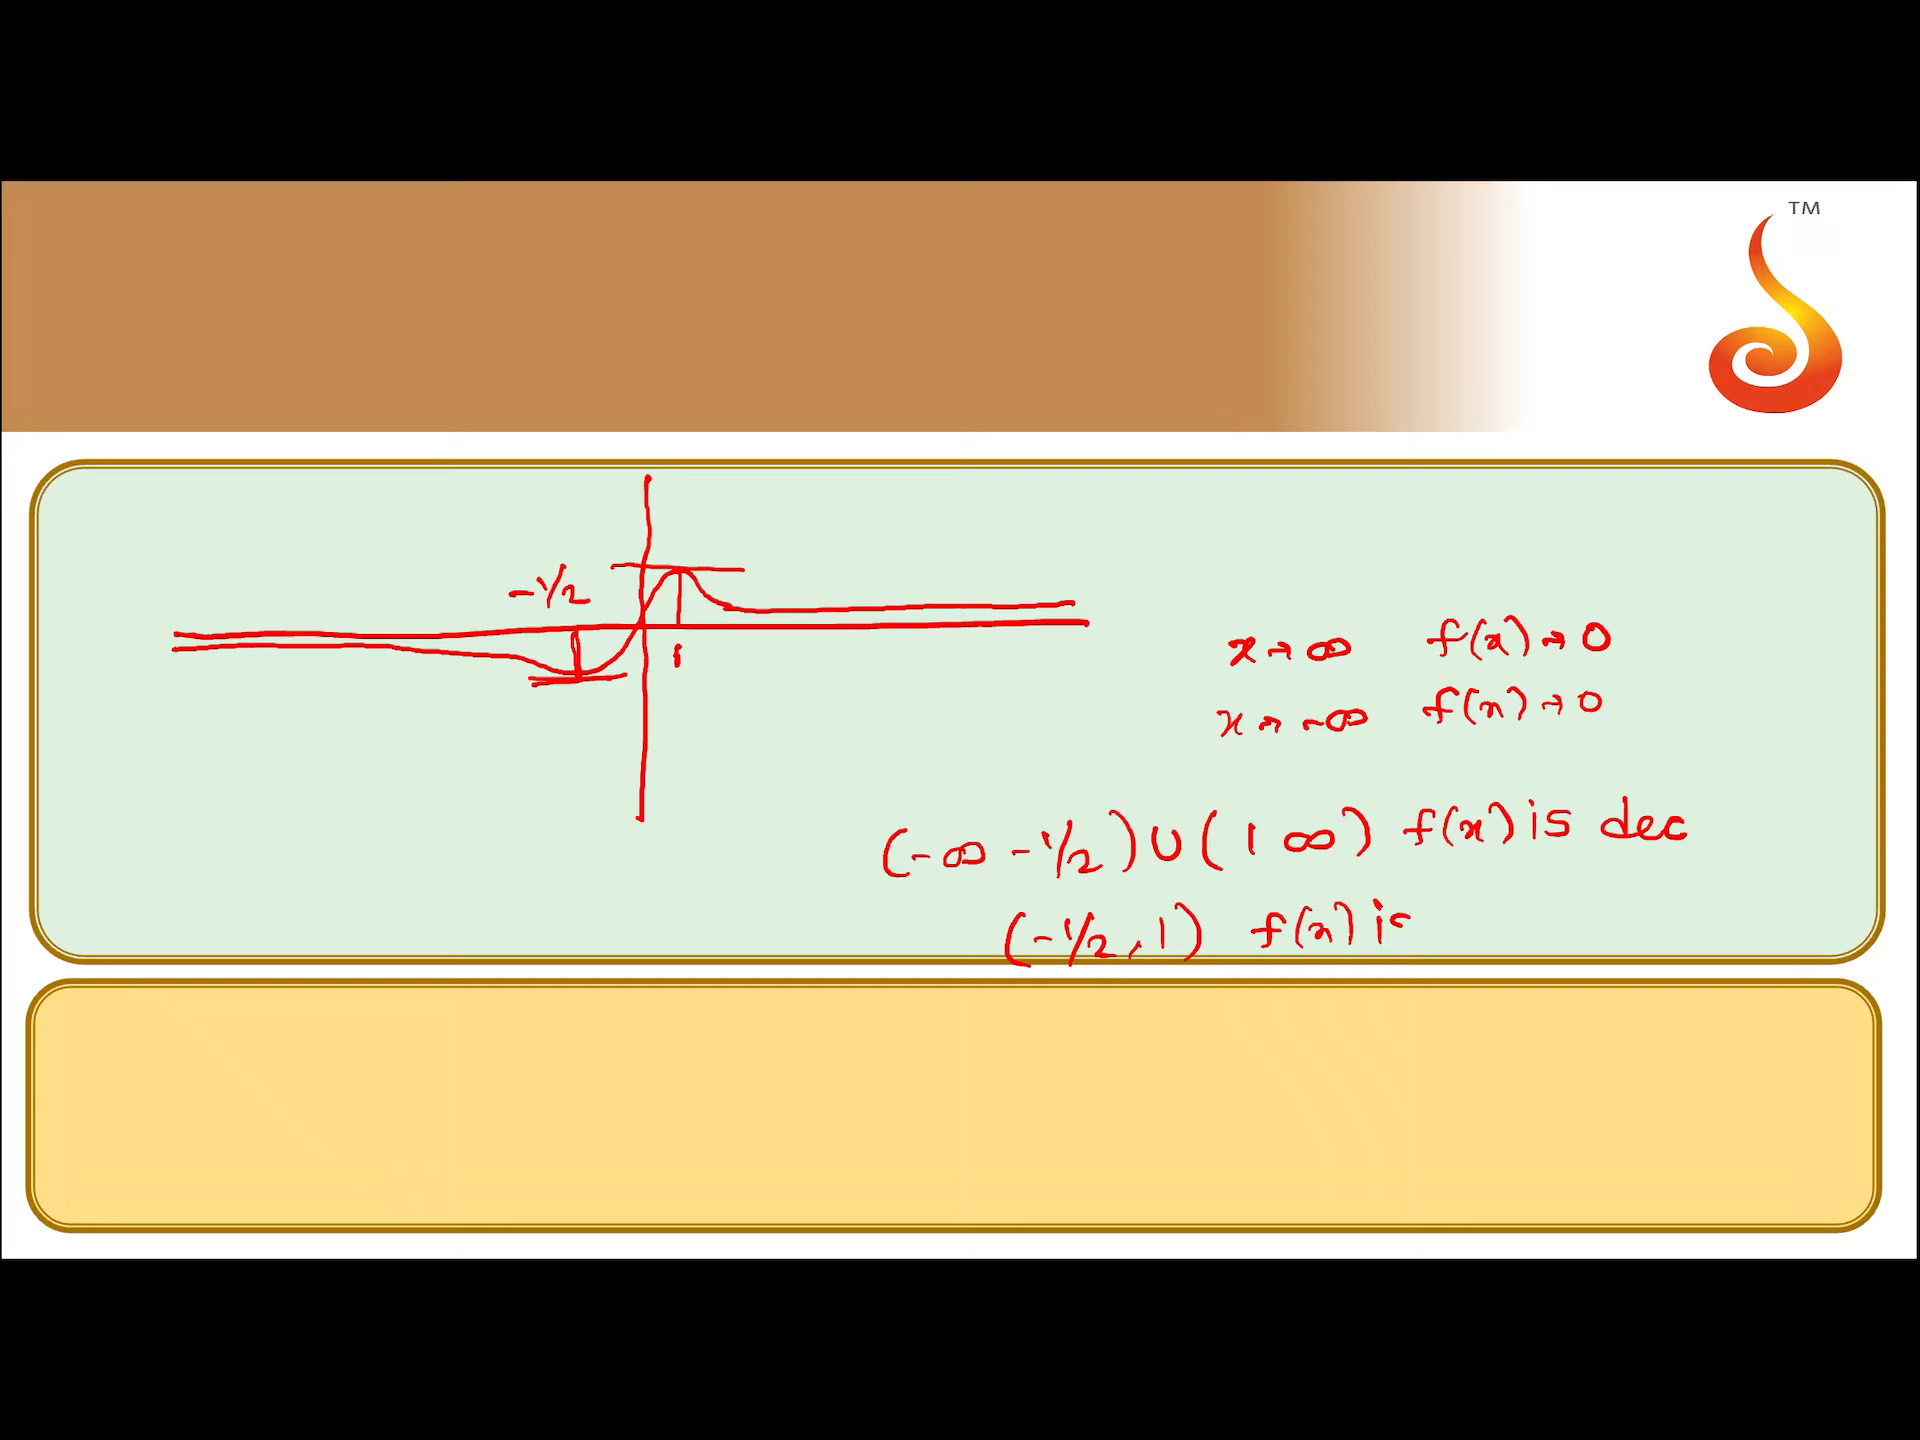 TM
-1/2
1
x→∞ f(x)→0
x→-∞ f(x)→0
(-∞ -1/2)∪(1 ∞) f(x) is dec
(-1/2,1) f(x) is